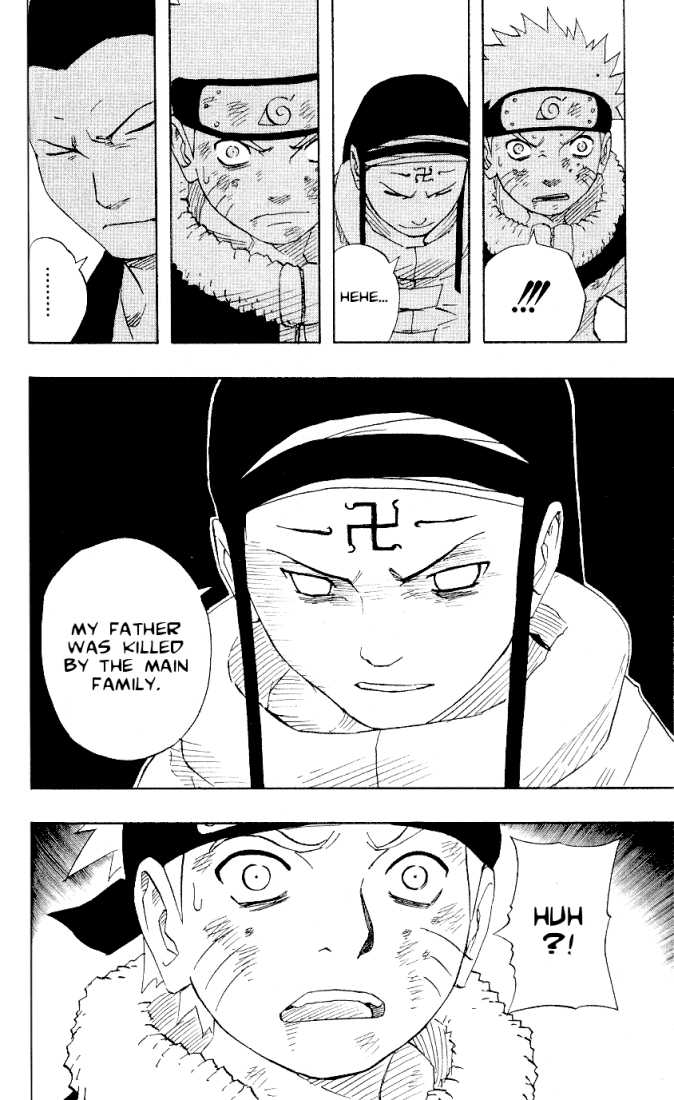 !!!
HEHE...
........
MY FATHER
WAS KILLED
BY THE MAIN
FAMILY.
HUH
?!